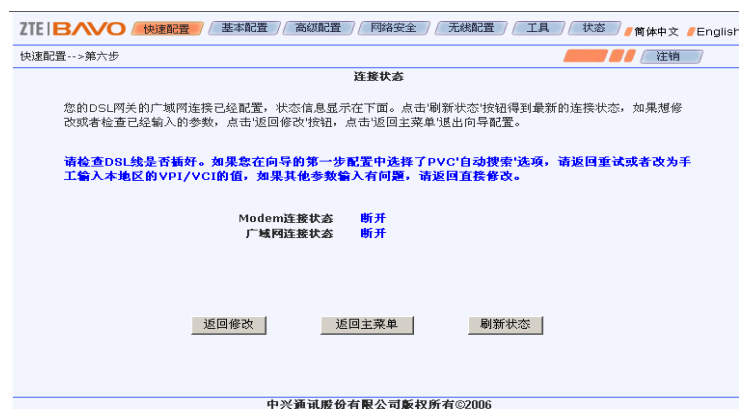 ZTE BAVO 快速配置 基本配置 高级配置 网络安全 无线配置 工具 状态 简体中文 English
快速配置-->第六步 注销
连接状态
您的DSL网关的广域网连接已经配置，状态信息显示在下面。点击'刷新状态'按钮得到最新的连接状态，如果想修
改或者检查已经输入的参数，点击'返回修改'按钮，点击'返回主菜单'退出向导配置。
请检查DSL线是否插好。如果您在向导的第一步配置中选择了PVC'自动搜索'选项，请返回重试或者改为手
工输入本地区的VPI/VCI的值，如果其他参数输入有问题，请返回直接修改。
Modem连接状态 断开
广域网连接状态 断开
返回修改 返回主菜单 刷新状态
中兴通讯股份有限公司版权所有©2006